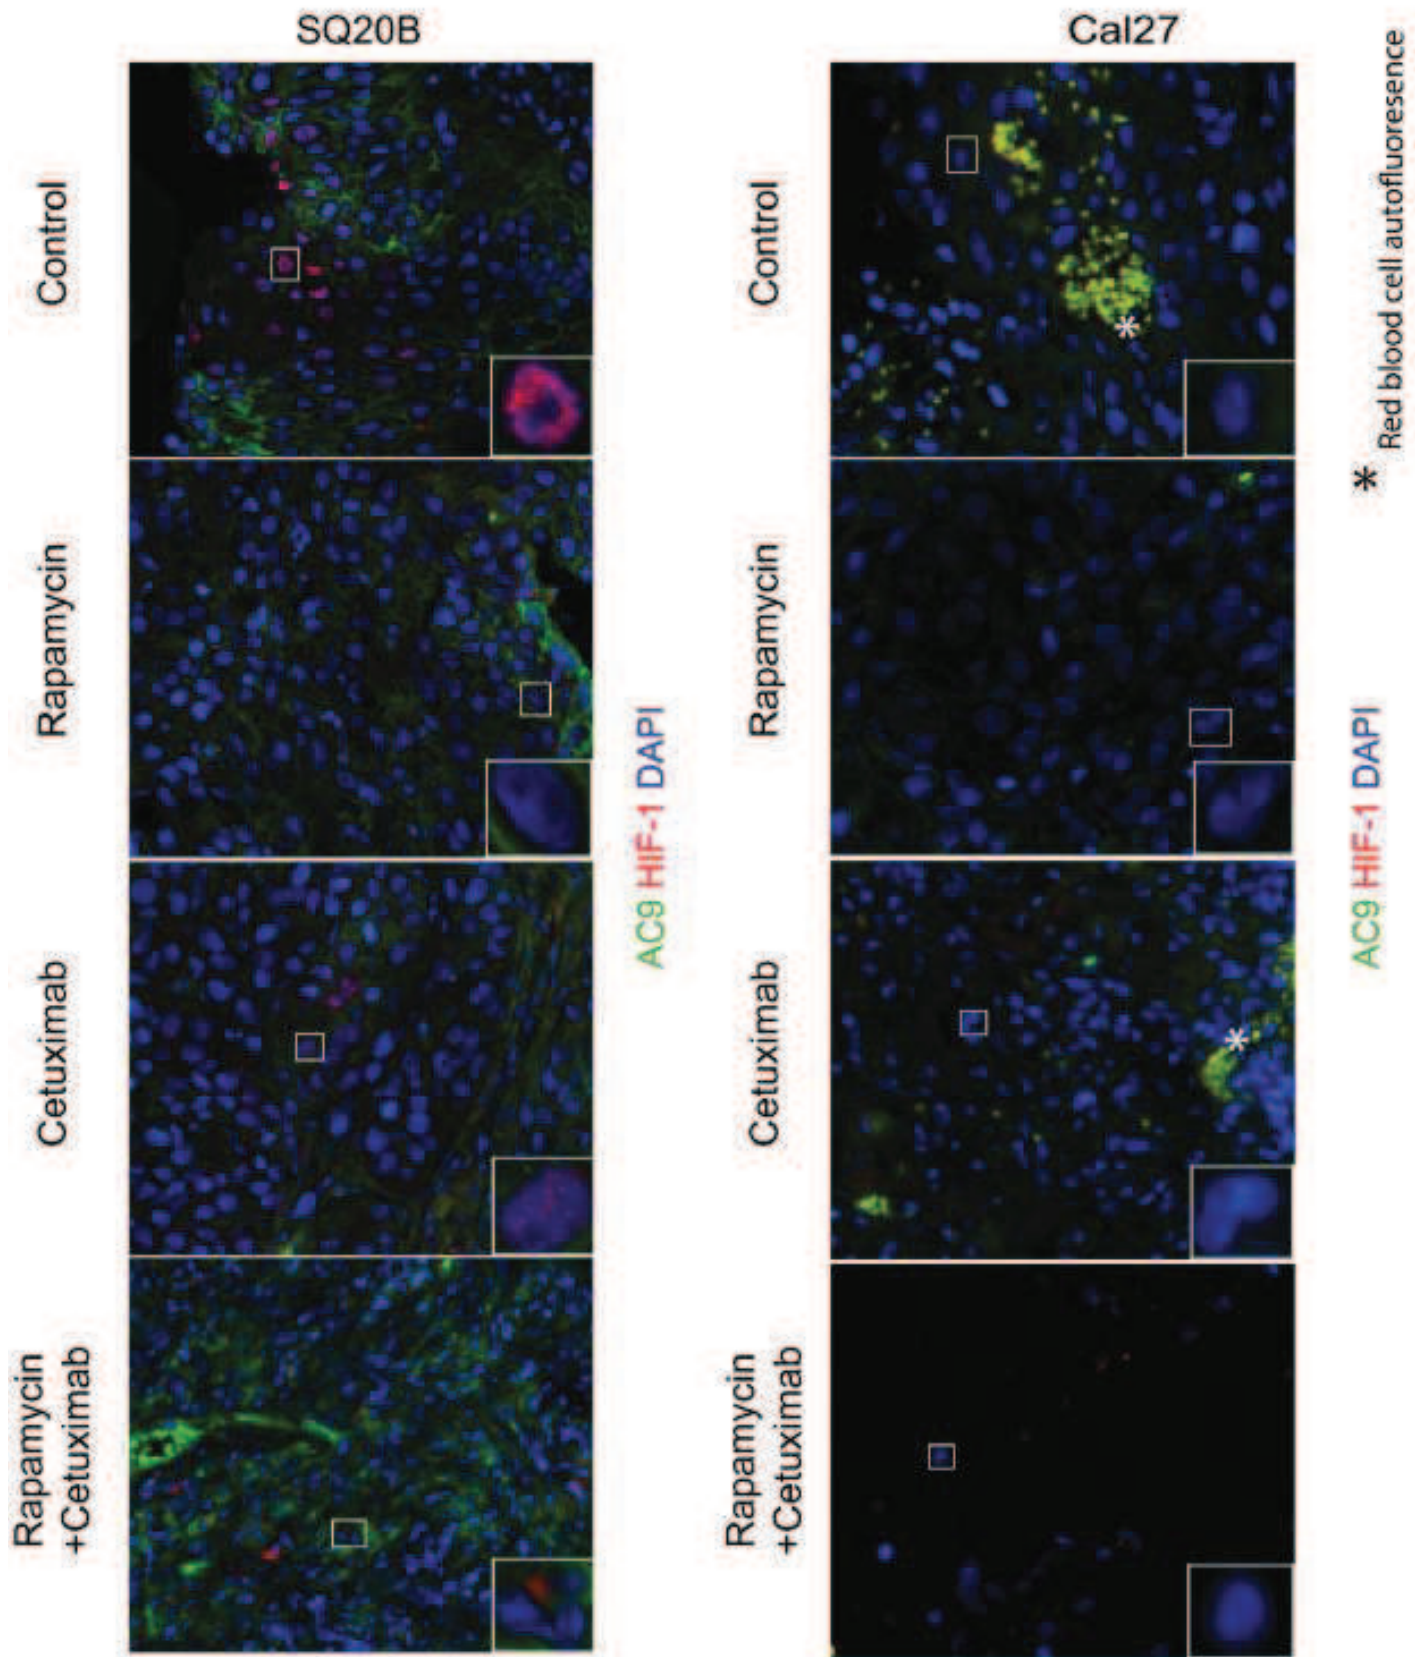 SQ20B
Cal27
Control
Rapamycin
Cetuximab
Rapamycin
+Cetuximab
AC9 HIF-1 DAPI
Control
Rapamycin
Cetuximab
Rapamycin
+Cetuximab
AC9 HIF-1 DAPI
*
*
* Red blood cell autofluoresence